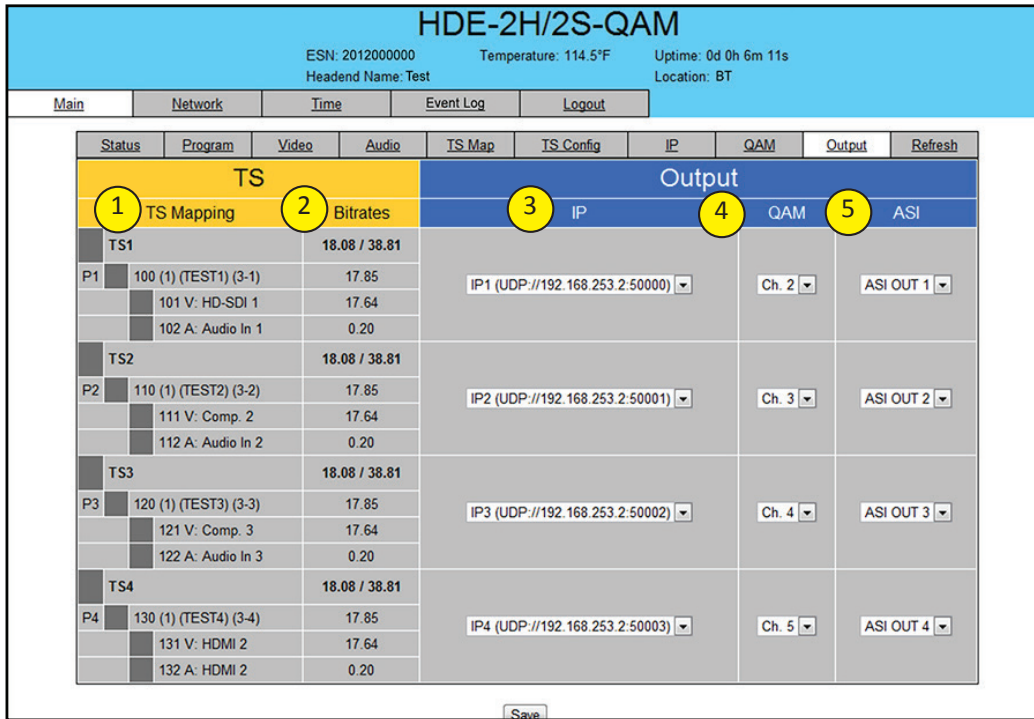 HDE-2H/2S-QAM
ESN: 2012000000 Temperature: 114.5°F Uptime: 0d 0h 6m 11s
Headend Name: Test Location: BT
Main Network Time Event Log Logout
Status Program Video Audio TS Map TS Config IP QAM Output Refresh
TS Output
1 TS Mapping 2 Bitrates 3 IP 4 QAM 5 ASI
TS1 18.08 / 38.81
P1 100 (1) (TEST1) (3-1) 17.85
IP1 (UDP://192.168.253.2:50000) Ch. 2 ASI OUT 1
101 V: HD-SDI 1 17.64
102 A: Audio In 1 0.20
TS2 18.08 / 38.81
P2 110 (1) (TEST2) (3-2) 17.85
IP2 (UDP://192.168.253.2:50001) Ch. 3 ASI OUT 2
111 V: Comp. 2 17.64
112 A: Audio In 2 0.20
TS3 18.08 / 38.81
P3 120 (1) (TEST3) (3-3) 17.85
IP3 (UDP://192.168.253.2:50002) Ch. 4 ASI OUT 3
121 V: Comp. 3 17.64
122 A: Audio In 3 0.20
TS4 18.08 / 38.81
P4 130 (1) (TEST4) (3-4) 17.85
IP4 (UDP://192.168.253.2:50003) Ch. 5 ASI OUT 4
131 V: HDMI 2 17.64
132 A: HDMI 2 0.20
Save